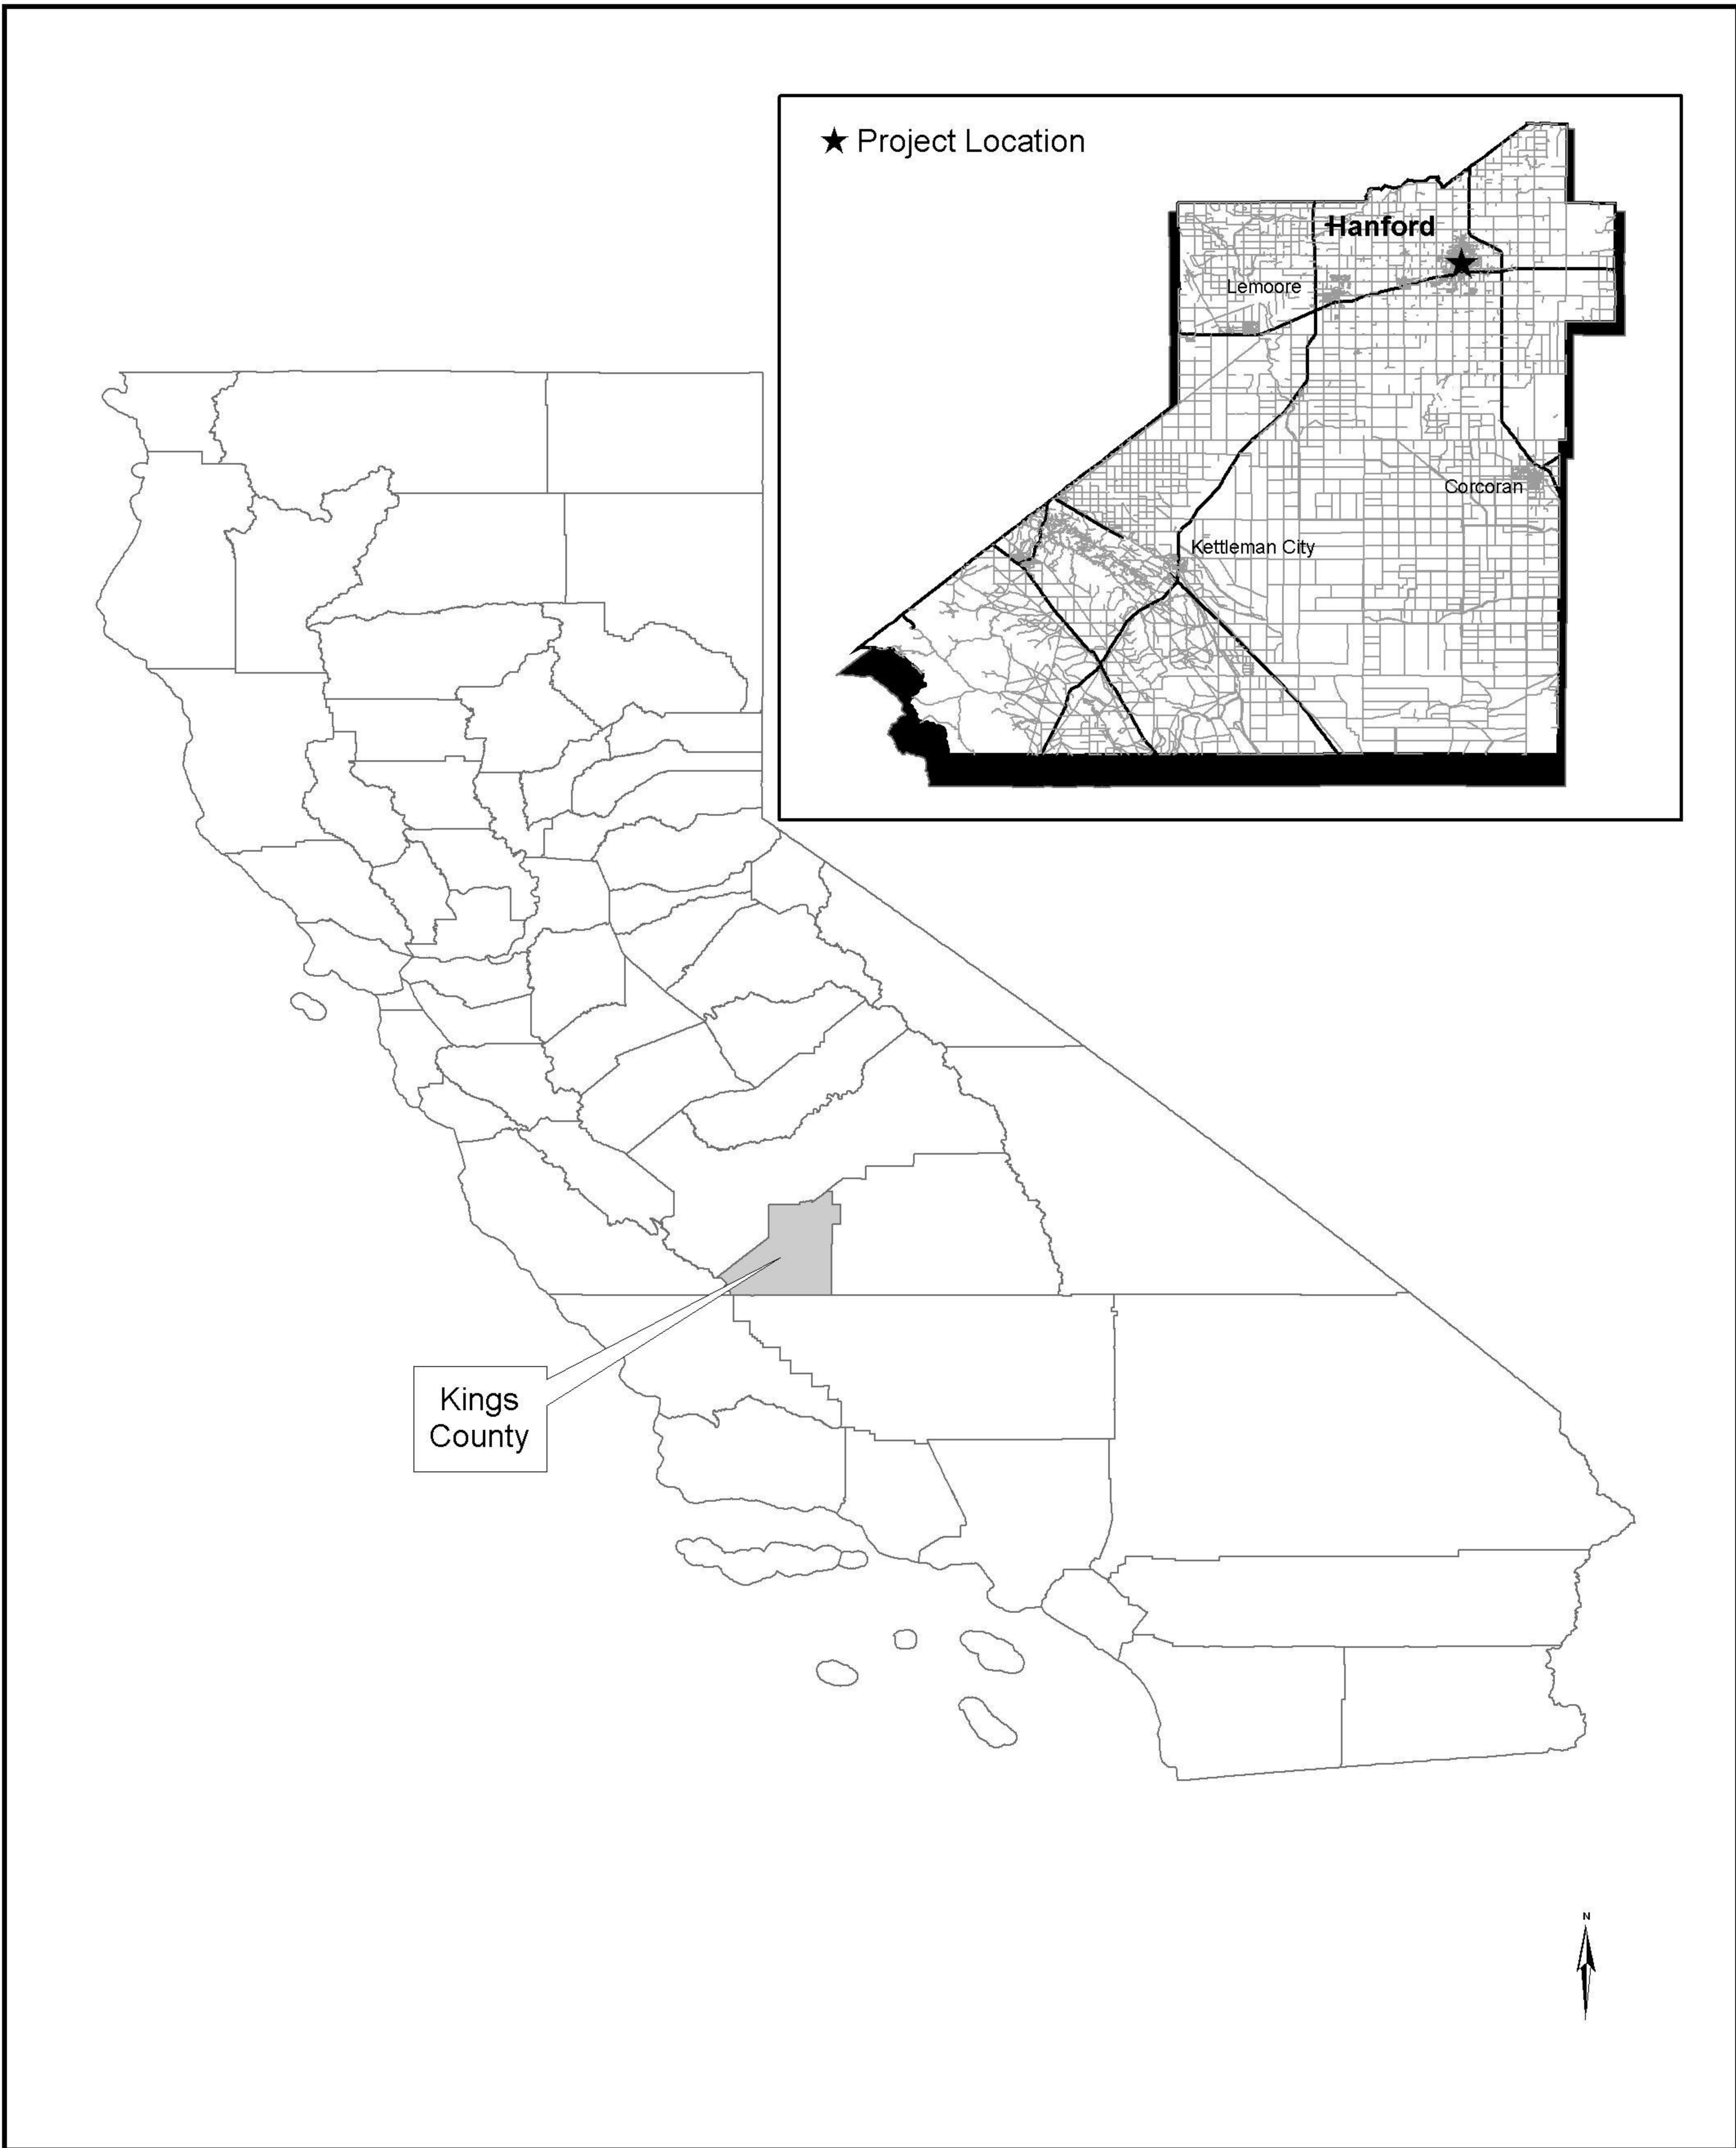 ★ Project Location
Hanford
Lemoore
Corcoran
Kettleman City
Kings
County
N